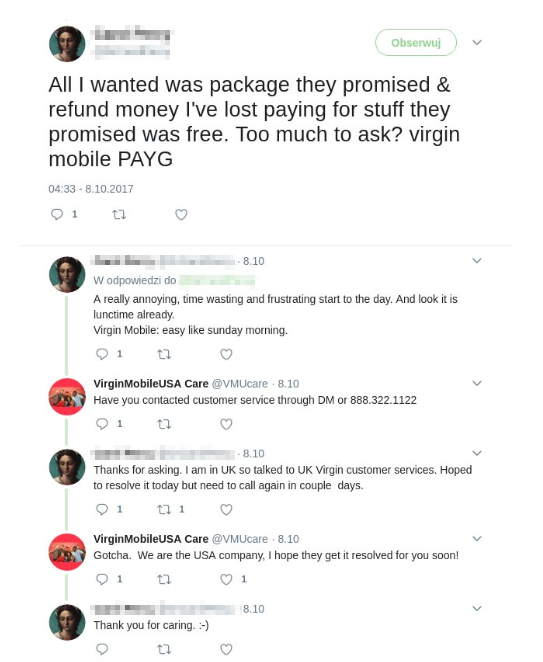 Obserwuj
All I wanted was package they promised &
refund money I've lost paying for stuff they
promised was free. Too much to ask? virgin
mobile PAYG
04:33 - 8.10.2017
1
· 8.10
W odpowiedzi do
A really annoying, time wasting and frustrating start to the day. And look it is
lunctime already.
Virgin Mobile: easy like sunday morning.
1
VirginMobileUSA Care @VMUcare · 8.10
Have you contacted customer service through DM or 888.322.1122
1
· 8.10
Thanks for asking. I am in UK so talked to UK Virgin customer services. Hoped
to resolve it today but need to call again in couple days.
1 1
VirginMobileUSA Care @VMUcare · 8.10
Gotcha. We are the USA company, I hope they get it resolved for you soon!
1 1
8.10
Thank you for caring. :-)